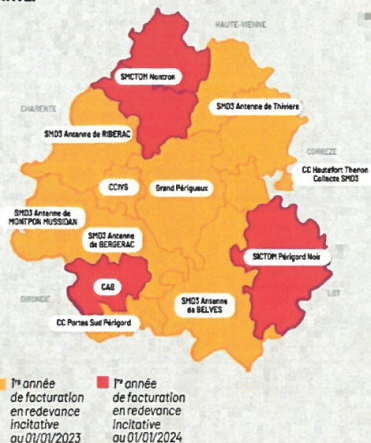 HAUTE-VIENNE
SMCTOM Nontron
CHARENTE
SMD3 Antenne de Thiviers
SMD3 Antenne de RIBERAC
CORREZE
CC Hautefort Thenon
Collecte SMD3
CCIVS
Grand Périgueux
SMD3 Antenne de
MONTPON MUSSIDAN
SMD3 Antenne
de BERGERAC
SICTOM Périgord Noir
CAB
GIRONDE
LOT
SMD3 Antenne
de BELVES
CC Portes Sud Périgord
1re année
de facturation
en redevance
incitative
au 01/01/2023
1re année
de facturation
en redevance
incitative
au 01/01/2024